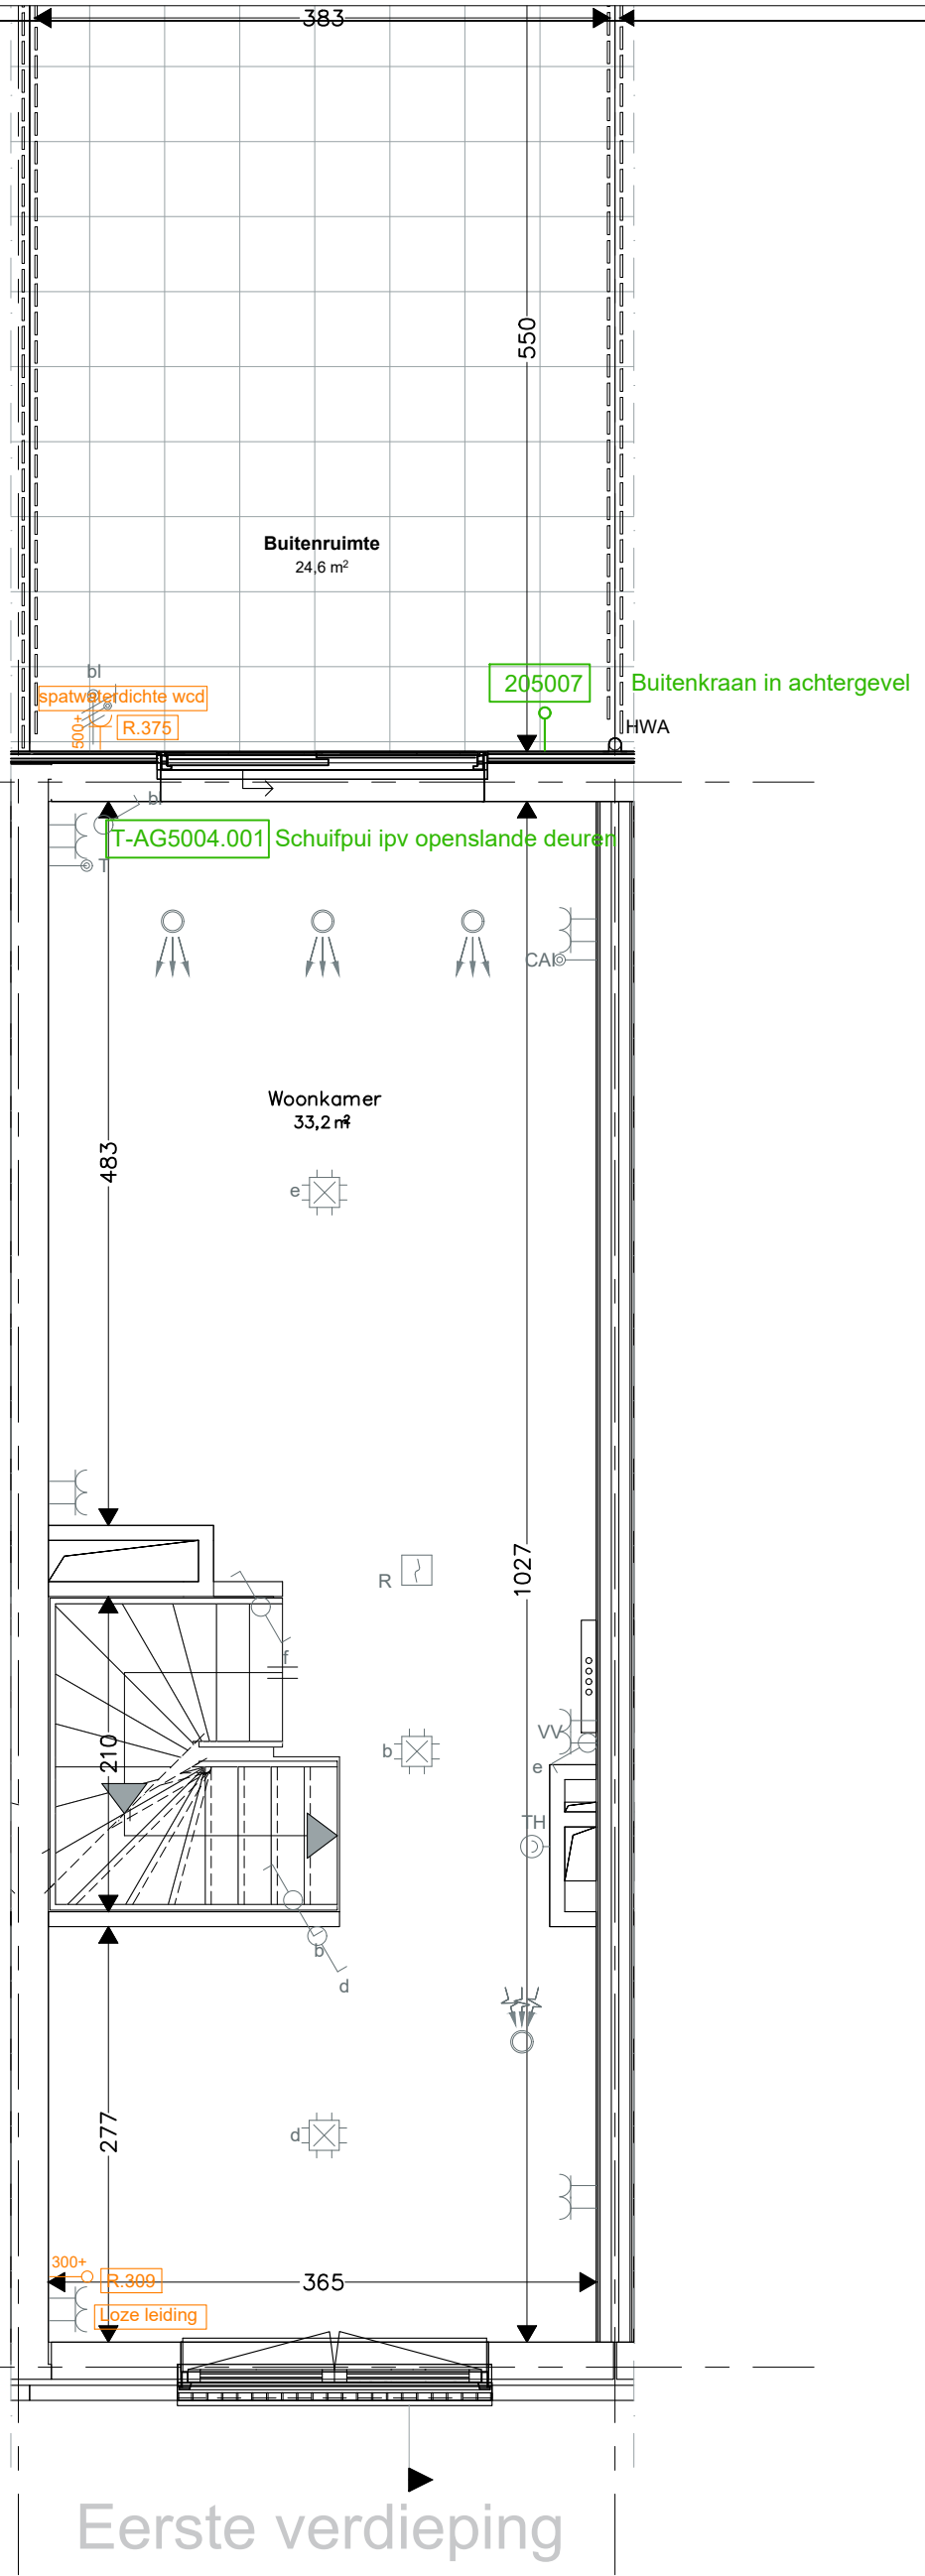 383
550
Buitenruimte
24,6 m²
bl
spatwaterdichte wcd
500+
R.375
205007
Buitenkraan in achtergevel
HWA
bl
T-AG5004.001
Schuifpui ipv openslande deuren
T
CAI
Woonkamer
33,2 m²
483
e
1027
R
f
210
b
VV
e
TH
b
d
277
d
300+
R.309
365
Loze leiding
Eerste verdieping